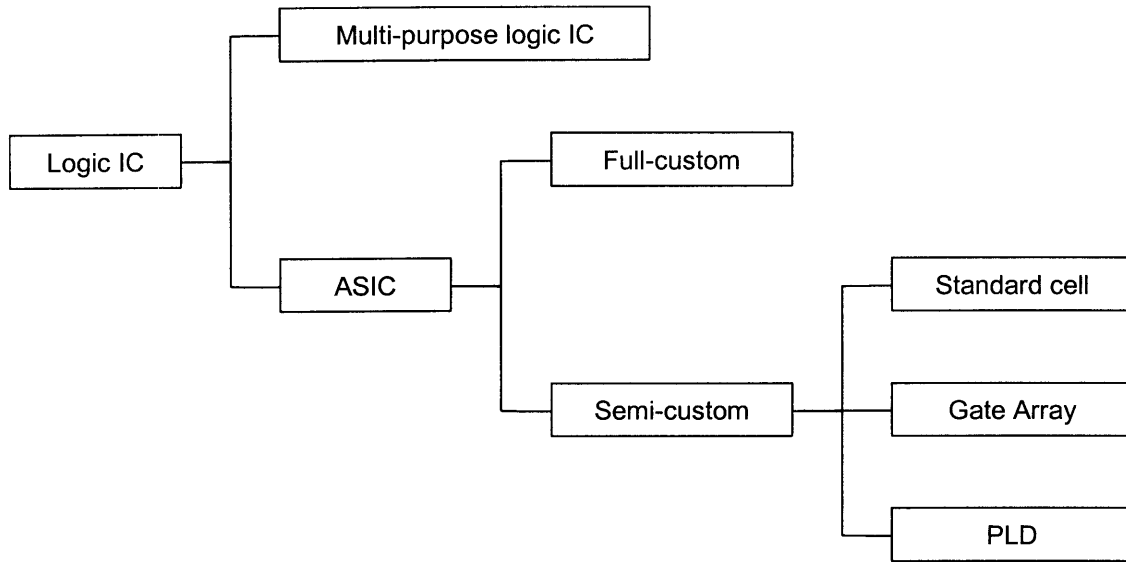 Multi-purpose logic IC
Logic IC
Full-custom
ASIC
Standard cell
Semi-custom
Gate Array
PLD